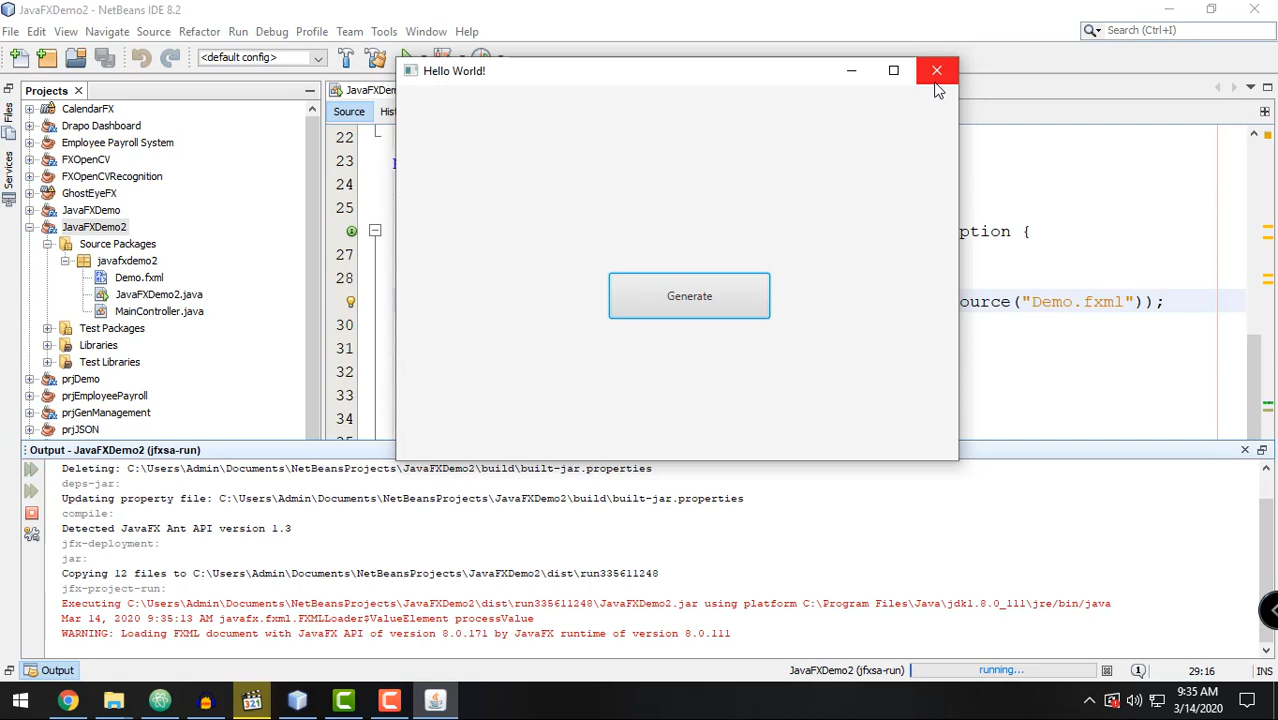 JavaFXDemo2 - NetBeans IDE 8.2
File Edit View Navigate Source Refactor Run Debug Profile Team Tools Window Help
Search (Ctrl+I)
<default config>
Projects
Files
Services
CalendarFX
Drapo Dashboard
Employee Payroll System
FXOpenCV
FXOpenCVRecognition
GhostEyeFX
JavaFXDemo
JavaFXDemo2
Source Packages
javafxdemo2
Demo.fxml
JavaFXDemo2.java
MainController.java
Test Packages
Libraries
Test Libraries
prjDemo
prjEmployeePayroll
prjGenManagement
prjJSON
JavaFXDem
Source His
22
23
24
25
ption {
27
28
ource("Demo.fxml"));
30
31
32
33
34
Hello World!
Generate
Output - JavaFXDemo2 (jfxsa-run)
Deleting: C:\Users\Admin\Documents\NetBeansProjects\JavaFXDemo2\build\built-jar.properties
deps-jar:
Updating property file: C:\Users\Admin\Documents\NetBeansProjects\JavaFXDemo2\build\built-jar.properties
compile:
Detected JavaFX Ant API version 1.3
jfx-deployment:
jar:
Copying 12 files to C:\Users\Admin\Documents\NetBeansProjects\JavaFXDemo2\dist\run335611248
jfx-project-run:
Executing C:\Users\Admin\Documents\NetBeansProjects\JavaFXDemo2\dist\run335611248\JavaFXDemo2.jar using platform C:\Program Files\Java\jdk1.8.0_111\jre/bin/java
Mar 14, 2020 9:35:13 AM javafx.fxml.FXMLLoader$ValueElement processValue
WARNING: Loading FXML document with JavaFX API of version 8.0.171 by JavaFX runtime of version 8.0.111
Output
JavaFXDemo2 (jfxsa-run) running... 29:16 INS
321
9:35 AM
3/14/2020